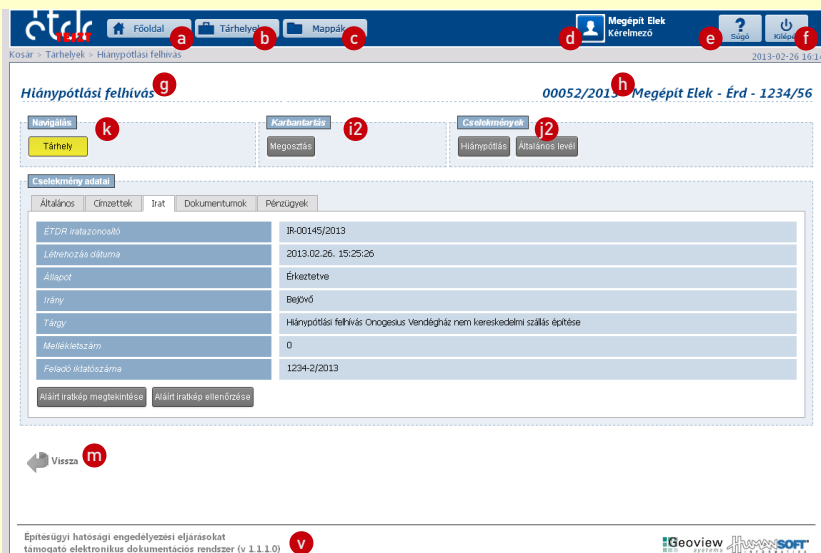 étdr TEST Főoldal a Tárhelyek b Mappák c d Megépít Elek Kérelmező e ? Súgó f
Kosár > Tárhelyek > Hiánypótlási felhívás 2013-02-26 16:14
Hiánypótlási felhívás g 00052/2013 h Megépít Elek - Érd - 1234/56
Navigálás k Karbantartás i2 Cselekmények j2
Tárhely Megosztás Hiánypótlás Általános levél
Cselekmény adatai
Általános Címzettek Irat Dokumentumok Pénzügyek
ÉTDR iratazonosító IR-00145/2013
Létrehozás dátuma 2013.02.26. 15:25:26
Állapot Érkeztetve
Irány Bejövő
Tárgy Hiánypótlási felhívás Onogesius Vendégház nem kereskedelmi szállás építése
Mellékletszám 0
Feladó iktatószáma 1234-2/2013
Aláírt iratkép megtekintése Aláírt iratkép ellenőrzése
Vissza m
Építésügyi hatósági engedélyezési eljárásokat
támogató elektronikus dokumentációs rendszer (v 1.1.1.0) v
Geoview systems HUMANSOFT INFORMATIKA